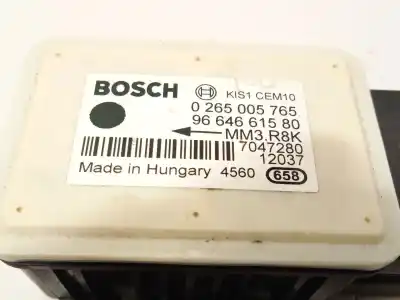 BOSCH KIS1 CEM10
0 265 005 765
96 646 615 80
MM3.R8K
7047280
12037
Made in Hungary 4560 658